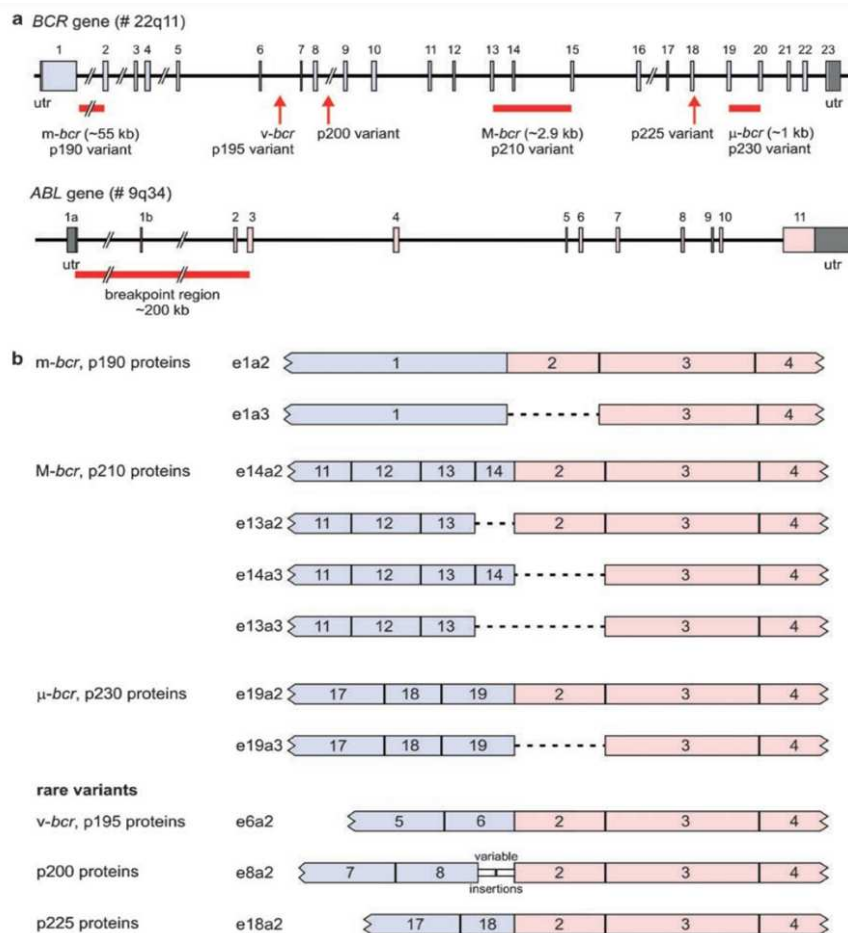 a BCR gene (# 22q11)
1 2 3 4 5 6 7 8 9 10 11 12 13 14 15 16 17 18 19 20 21 22 23
utr utr
m-bcr (~55 kb) v-bcr p200 variant M-bcr (~2.9 kb) p225 variant μ-bcr (~1 kb)
p190 variant p195 variant p210 variant p230 variant
ABL gene (# 9q34)
1a 1b 2 3 4 5 6 7 8 9 10 11
utr utr
breakpoint region
~200 kb
b m-bcr, p190 proteins e1a2 1 2 3 4
e1a3 1 3 4
M-bcr, p210 proteins e14a2 11 12 13 14 2 3 4
e13a2 11 12 13 2 3 4
e14a3 11 12 13 14 3 4
e13a3 11 12 13 3 4
μ-bcr, p230 proteins e19a2 17 18 19 2 3 4
e19a3 17 18 19 3 4
rare variants
v-bcr, p195 proteins e6a2 5 6 2 3 4
variable
p200 proteins e8a2 7 8 2 3 4
insertions
p225 proteins e18a2 17 18 2 3 4